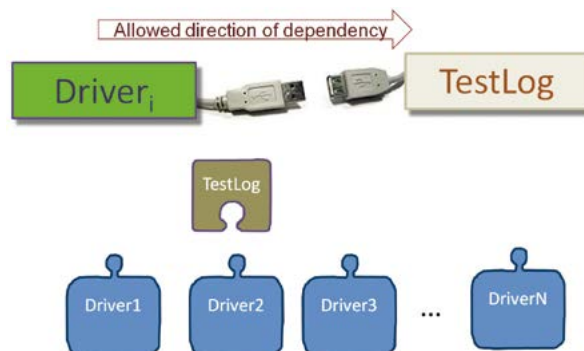 Allowed direction of dependency
Driveri
TestLog
TestLog
Driver1
Driver2
Driver3
...
DriverN